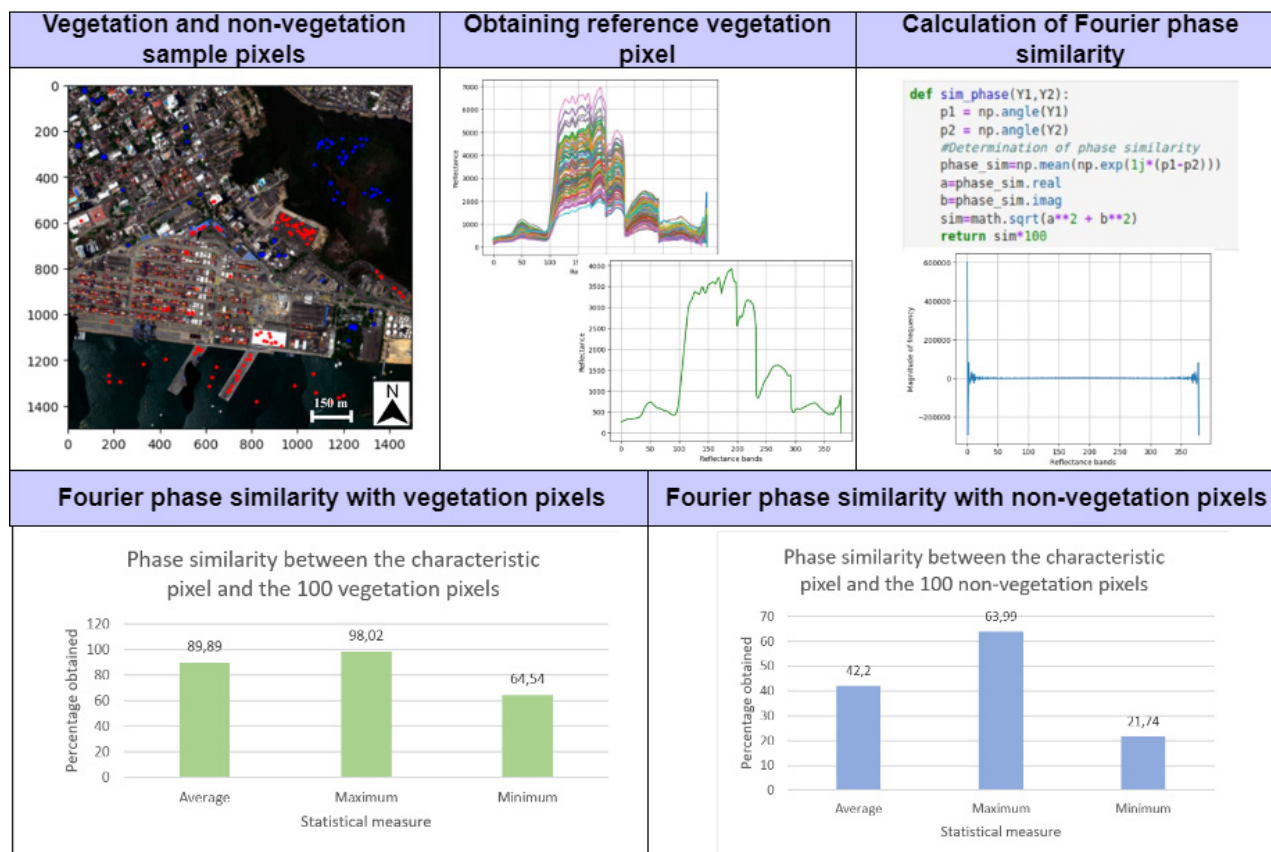 Vegetation and non-vegetation
sample pixels
Obtaining reference vegetation
pixel
Calculation of Fourier phase
similarity
0
200
400
600
800
1000
1200
1400
0 200 400 600 800 1000 1200 1400
N
150 m
7000
6000
5000
4000
3000
2000
1000
0
Reflectance
0 50 100
4000
3500
3000
2500
2000
1500
1000
500
0
Reflectance
0 50 100 150 200 250 300 350
Reflectance bands
def sim_phase(Y1,Y2):
p1 = np.angle(Y1)
p2 = np.angle(Y2)
#Determination of phase similarity
phase_sim=np.mean(np.exp(1j*(p1-p2)))
a=phase_sim.real
b=phase_sim.imag
sim=math.sqrt(a**2 + b**2)
return sim*100
600000
400000
200000
0
−200000
Magnitude of frequency
0 50 100 150 200 250 300 350
Reflectance bands
Fourier phase similarity with vegetation pixels
Phase similarity between the characteristic
pixel and the 100 vegetation pixels
120
100
80
60
40
20
0
Percentage obtained
89,89
98,02
64,54
Average Maximum Minimum
Statistical measure
Fourier phase similarity with non-vegetation pixels
Phase similarity between the characteristic
pixel and the 100 non-vegetation pixels
70
60
50
40
30
20
10
0
Percentage obtained
42,2
63,99
21,74
Average Maximum Minimum
Statistical measure